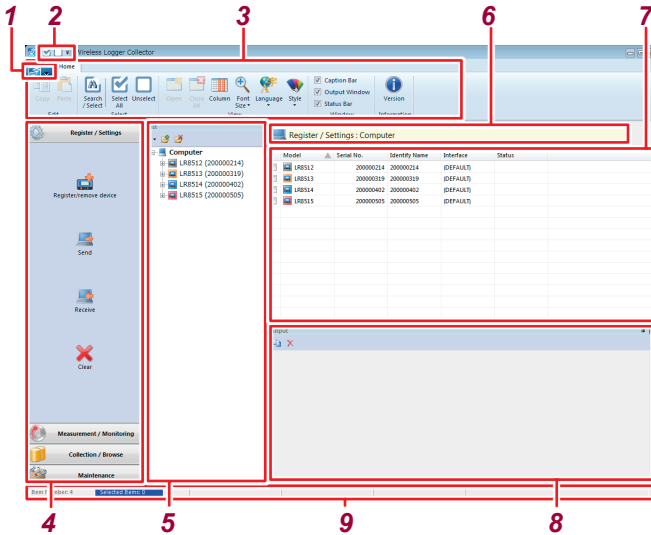 1 2 3 6 7
Wireless Logger Collector
Home
Copy Paste Search / Select Select All Unselect Open Close All Column Font Size Language Style
Caption Bar
Output Window
Status Bar
Version
Edit Select View Window Information
Register / Settings
Register/remove device
Send
Receive
Clear
Measurement / Monitoring
Collection / Browse
Maintenance
Computer
LR8512 (200000214)
LR8513 (200000319)
LR8514 (200000402)
LR8515 (200000505)
Register / Settings : Computer
Model Serial No. Identity Name Interface Status
LR8512 200000214 200000214 (DEFAULT)
LR8513 200000319 200000319 (DEFAULT)
LR8514 200000402 200000402 (DEFAULT)
LR8515 200000505 200000505 (DEFAULT)
Selected Items: 0
4 5 9 8